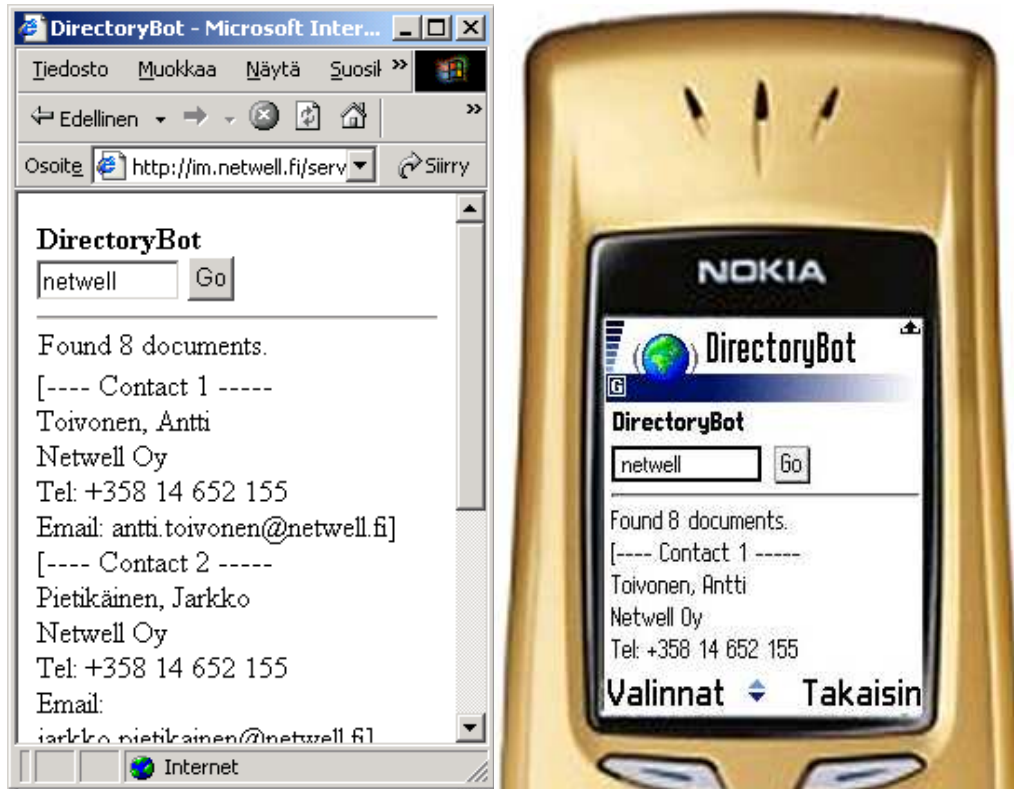 DirectoryBot - Microsoft Inter...
Tiedosto Muokkaa Näytä Suosik »
Edellinen »
Osoite http://im.netwell.fi/serv Siirry
DirectoryBot
netwell Go
Found 8 documents.
[---- Contact 1 -----
Toivonen, Antti
Netwell Oy
Tel: +358 14 652 155
Email: antti.toivonen@netwell.fi]
[---- Contact 2 -----
Pietikäinen, Jarkko
Netwell Oy
Tel: +358 14 652 155
Email:
jarkko.pietikainen@netwell.fi]
Internet
NOKIA
DirectoryBot
G
DirectoryBot
netwell Go
Found 8 documents.
[---- Contact 1 -----
Toivonen, Antti
Netwell Oy
Tel: +358 14 652 155
Valinnat Takaisin